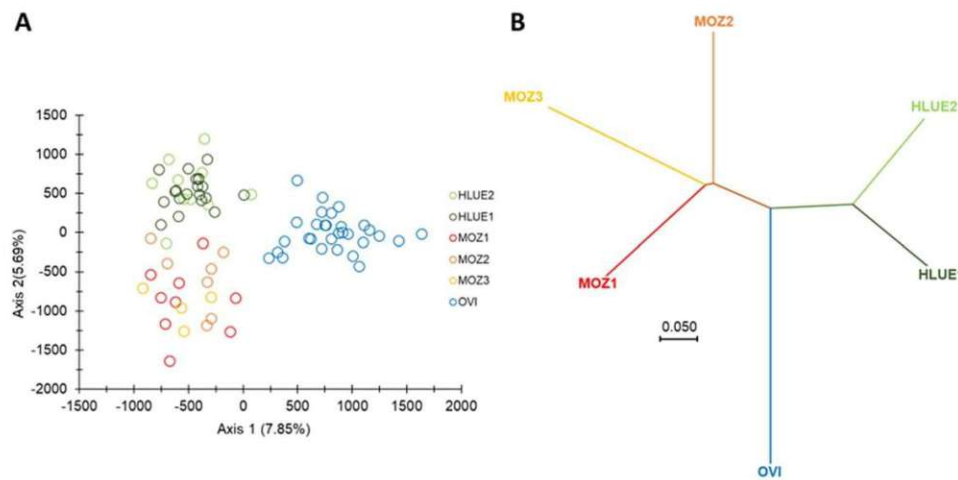 A
B
1500
1000
500
0
-500
-1000
-1500
-2000
-1500
-1000
-500
0
500
1000
1500
2000
Axis 2(5.69%)
Axis 1 (7.85%)
HLUE2
HLUE1
MOZ1
MOZ2
MOZ3
OVI
MOZ2
MOZ3
HLUE2
MOZ1
HLUE
0.050
OVI